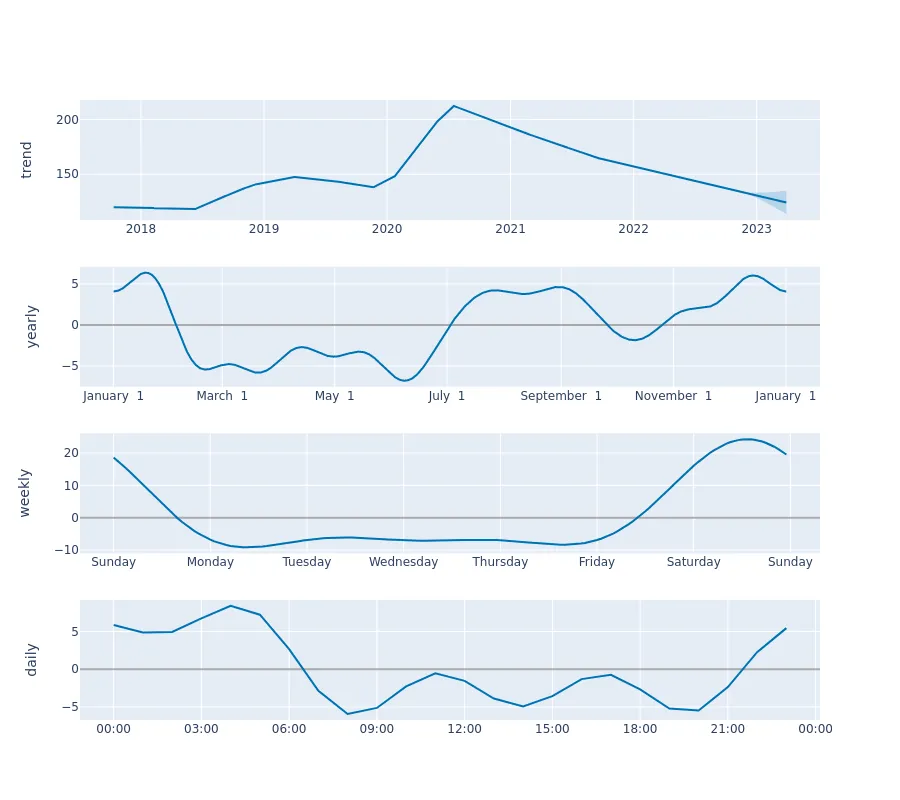 trend
200
150
2018 2019 2020 2021 2022 2023
yearly
5
0
−5
January 1 March 1 May 1 July 1 September 1 November 1 January 1
weekly
20
10
0
−10
Sunday Monday Tuesday Wednesday Thursday Friday Saturday Sunday
daily
5
0
−5
00:00 03:00 06:00 09:00 12:00 15:00 18:00 21:00 00:00